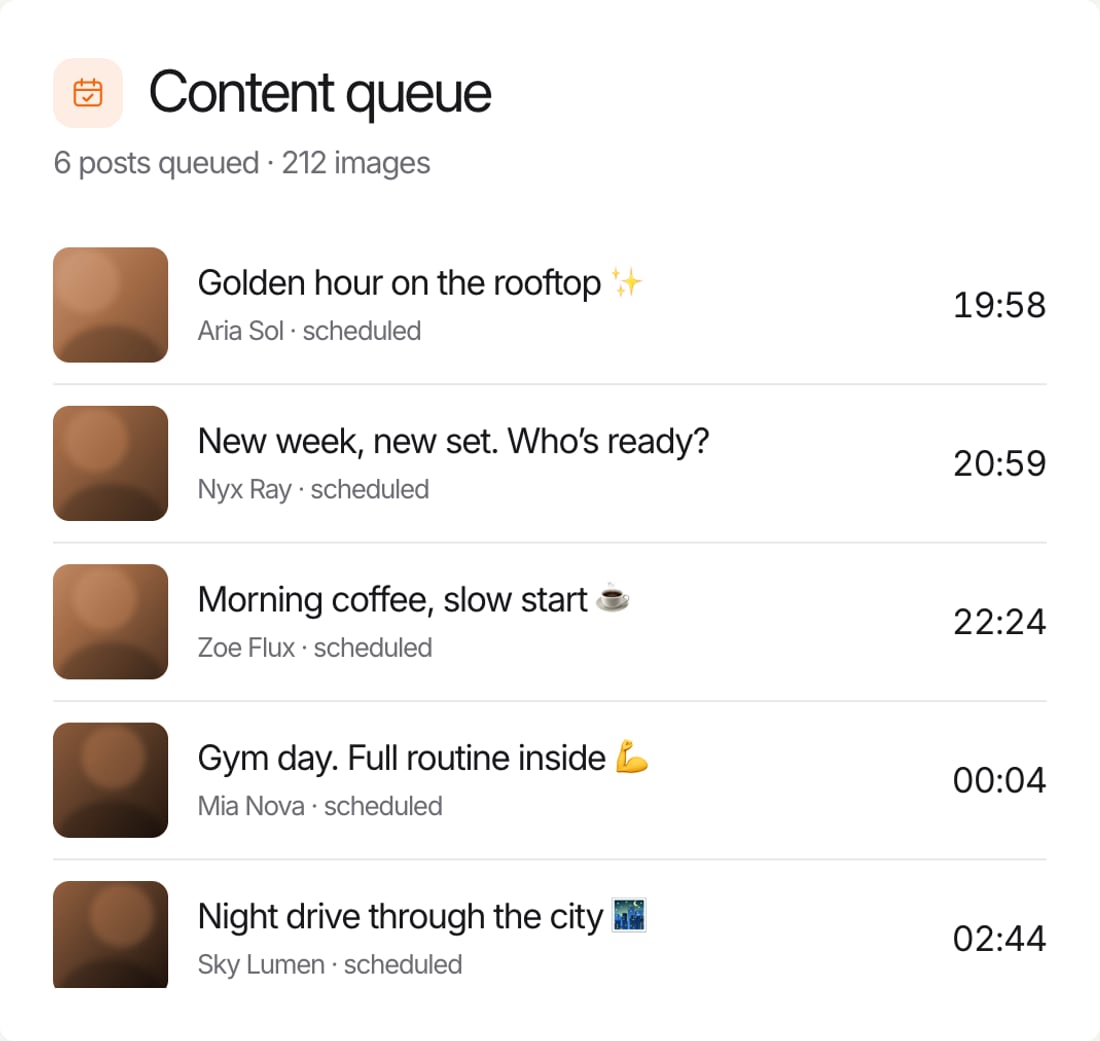 Content queue
6 posts queued · 212 images
Golden hour on the rooftop ✨
Aria Sol · scheduled
19:58
New week, new set. Who’s ready?
Nyx Ray · scheduled
20:59
Morning coffee, slow start ☕
Zoe Flux · scheduled
22:24
Gym day. Full routine inside 💪
Mia Nova · scheduled
00:04
Night drive through the city 🌃
Sky Lumen · scheduled
02:44